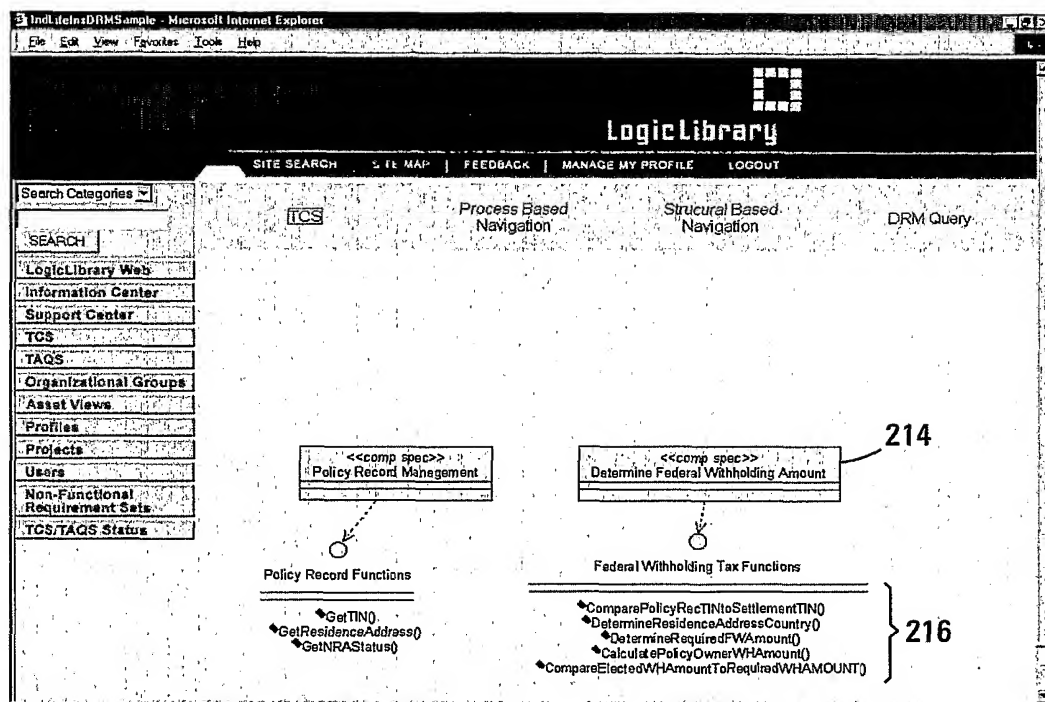 IndLifeInsDRMSample - Microsoft Internet Explorer
File Edit View Favorites Tools Help
LogicLibrary
SITE SEARCH SITE MAP | FEEDBACK | MANAGE MY PROFILE LOGOUT
Search Categories
SEARCH
LogicLibrary Web
Information Center
Support Center
TCS
TAQS
Organizational Groups
Asset Views
Profiles
Projects
Users
Non-Functional
Requirement Sets
TCS/TAQS Status
TCS
Process Based
Navigation
Strucural Based
Navigation
DRM Query
<<comp spec>>
Policy Record Management
Policy Record Functions
GetTIN()
GetResidenceAddress()
GetNRAStatus()
<<comp spec>>
Determine Federal Withholding Amount
214
Federal Withholding Tax Functions
ComparePolicyRecTINtoSettlementTIN()
DetermineResidenceAddressCountry()
DetermineRequiredFWAmount()
CalculatePolicyOwnerWHAmount()
CompareElectedWHAmountToRequiredWHAMOUNT()
216